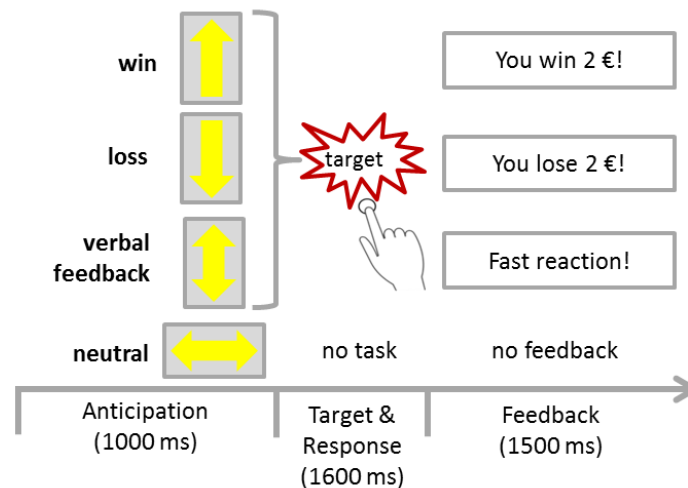 win
You win 2 €!
loss
target
You lose 2 €!
verbal
feedback
Fast reaction!
neutral
no task
no feedback
Anticipation
(1000 ms)
Target &
Response
(1600 ms)
Feedback
(1500 ms)